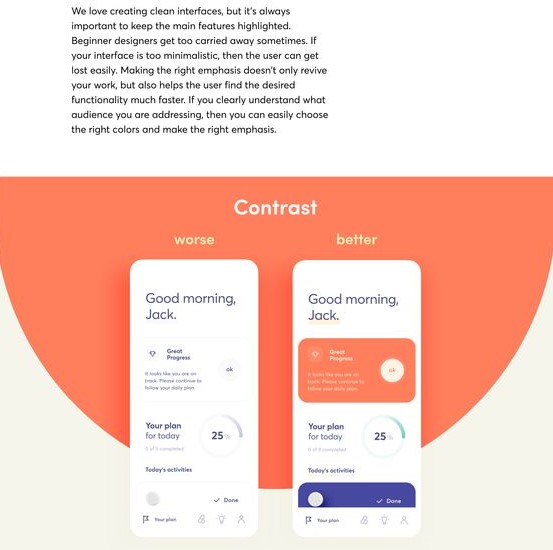 We love creating clean interfaces, but it's always
important to keep the main features highlighted.
Beginner designers get too carried away sometimes. If
your interface is too minimalistic, then the user can get
lost easily. Making the right emphasis doesn't only revive
your work, but also helps the user find the desired
functionality much faster. If you clearly understand what
audience you are addressing, then you can easily choose
the right colors and make the right emphasis.
Contrast
worse
better
Good morning,
Jack.
Great
Progress
ok
It looks like you are on
track. Please continue to
follow your daily plan.
Your plan
for today
25%
0 of 5 completed
Today's activities
Done
Your plan
Good morning,
Jack.
Great
Progress
ok
It looks like you are on
track. Please continue to
follow your daily plan.
Your plan
for today
25%
0 of 5 completed
Today's activities
Done
Your plan